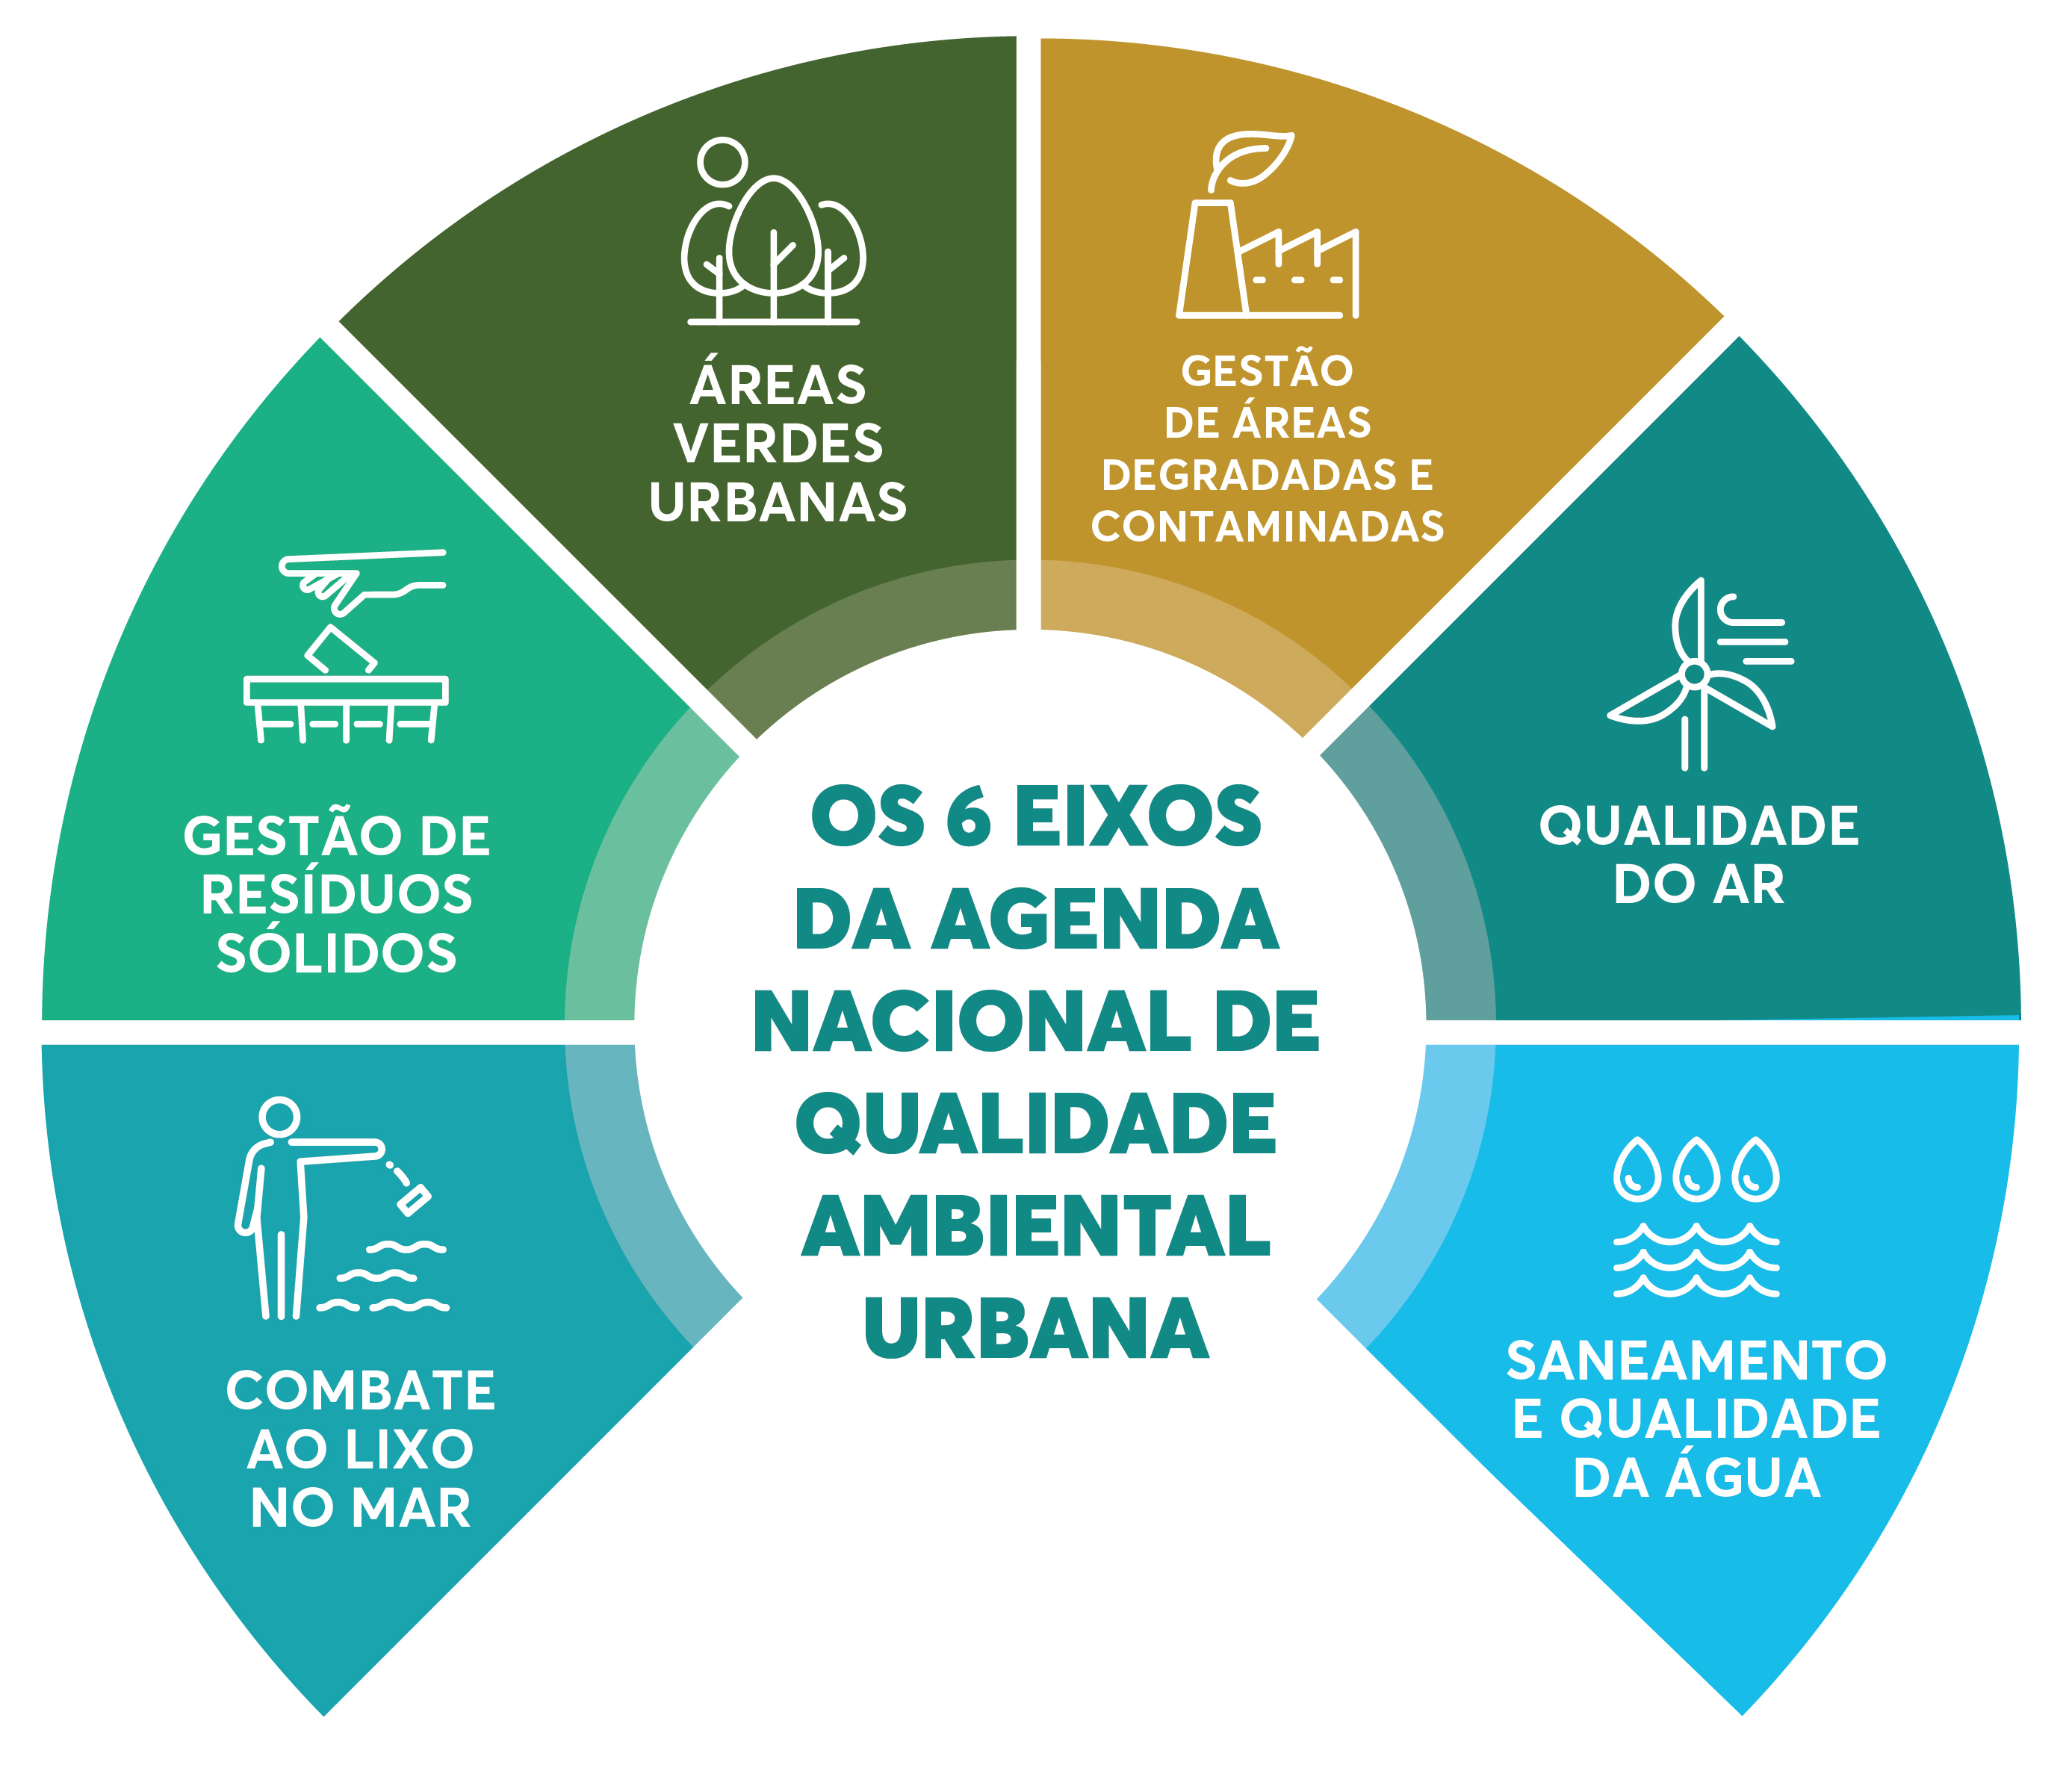 ÁREAS
VERDES
URBANAS
GESTÃO
DE ÁREAS
DEGRADADAS E
CONTAMINADAS
GESTÃO DE
RESÍDUOS
SÓLIDOS
QUALIDADE
DO AR
OS 6 EIXOS
DA AGENDA
NACIONAL DE
QUALIDADE
AMBIENTAL
URBANA
COMBATE
AO LIXO
NO MAR
SANEAMENTO
E QUALIDADE
DA ÁGUA